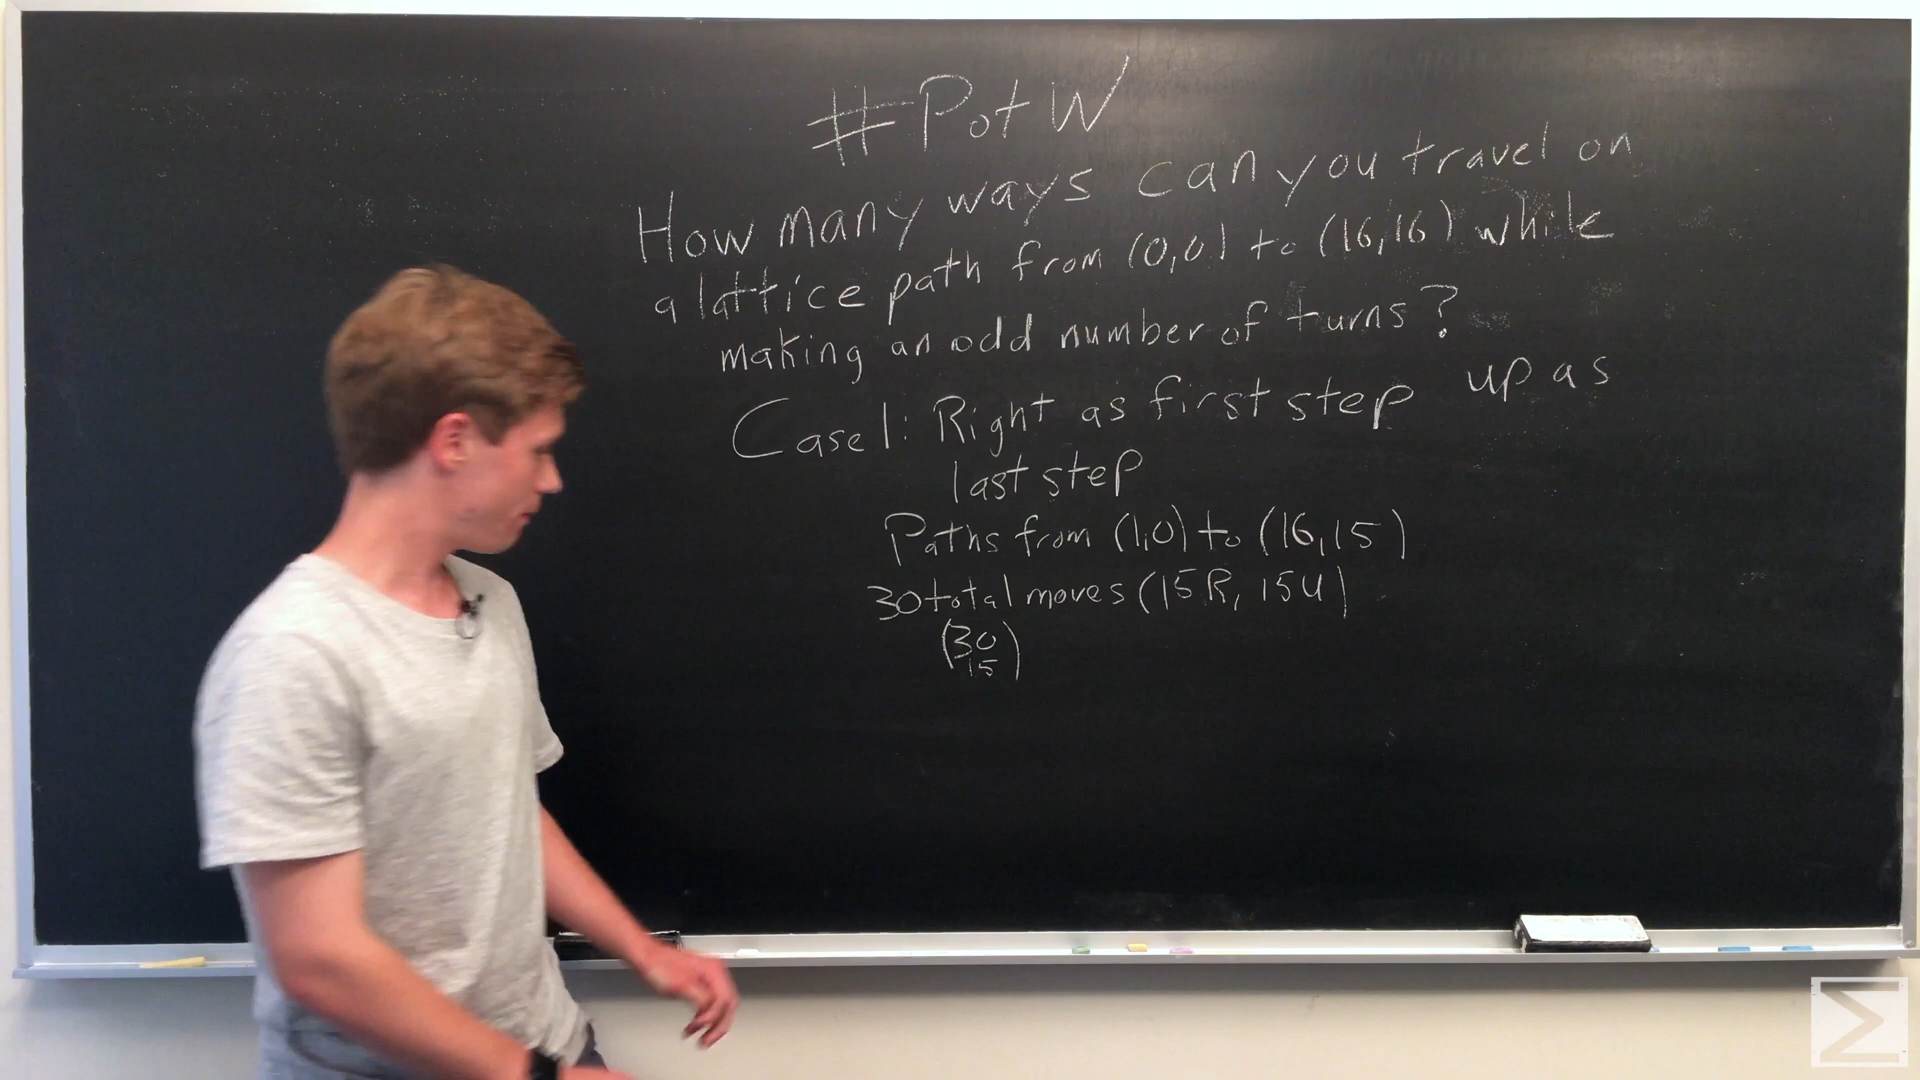 #PotW
How many ways can you travel on
a lattice path from (0,0) to (16,16) while
making an odd number of turns?
Case 1: Right as first step up as
last step
Paths from (1,0) to (16,15)
30 total moves (15R, 15U)
(30
15)
Σ